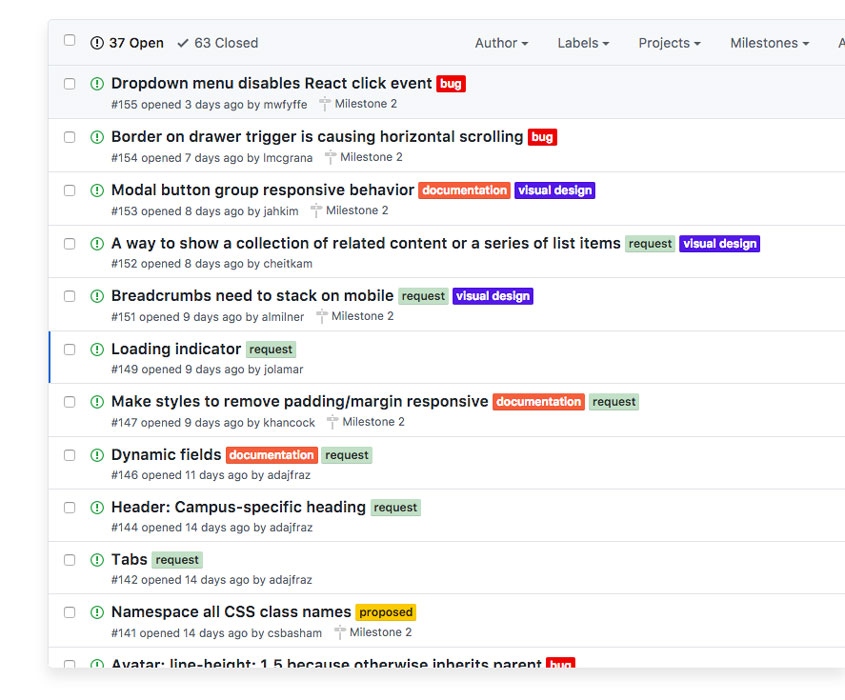 37 Open 63 Closed Author Labels Projects Milestones A
Dropdown menu disables React click event bug
#155 opened 3 days ago by mwfyffe Milestone 2
Border on drawer trigger is causing horizontal scrolling bug
#154 opened 7 days ago by lmcgrana Milestone 2
Modal button group responsive behavior documentation visual design
#153 opened 8 days ago by jahkim Milestone 2
A way to show a collection of related content or a series of list items request visual design
#152 opened 8 days ago by cheitkam
Breadcrumbs need to stack on mobile request visual design
#151 opened 9 days ago by almilner Milestone 2
Loading indicator request
#149 opened 9 days ago by jolamar
Make styles to remove padding/margin responsive documentation request
#147 opened 9 days ago by khancock Milestone 2
Dynamic fields documentation request
#146 opened 11 days ago by adajfraz
Header: Campus-specific heading request
#144 opened 14 days ago by adajfraz
Tabs request
#142 opened 14 days ago by adajfraz
Namespace all CSS class names proposed
#141 opened 14 days ago by csbasham Milestone 2
Avatar: line-height: 1.5 because otherwise inherits parent bug